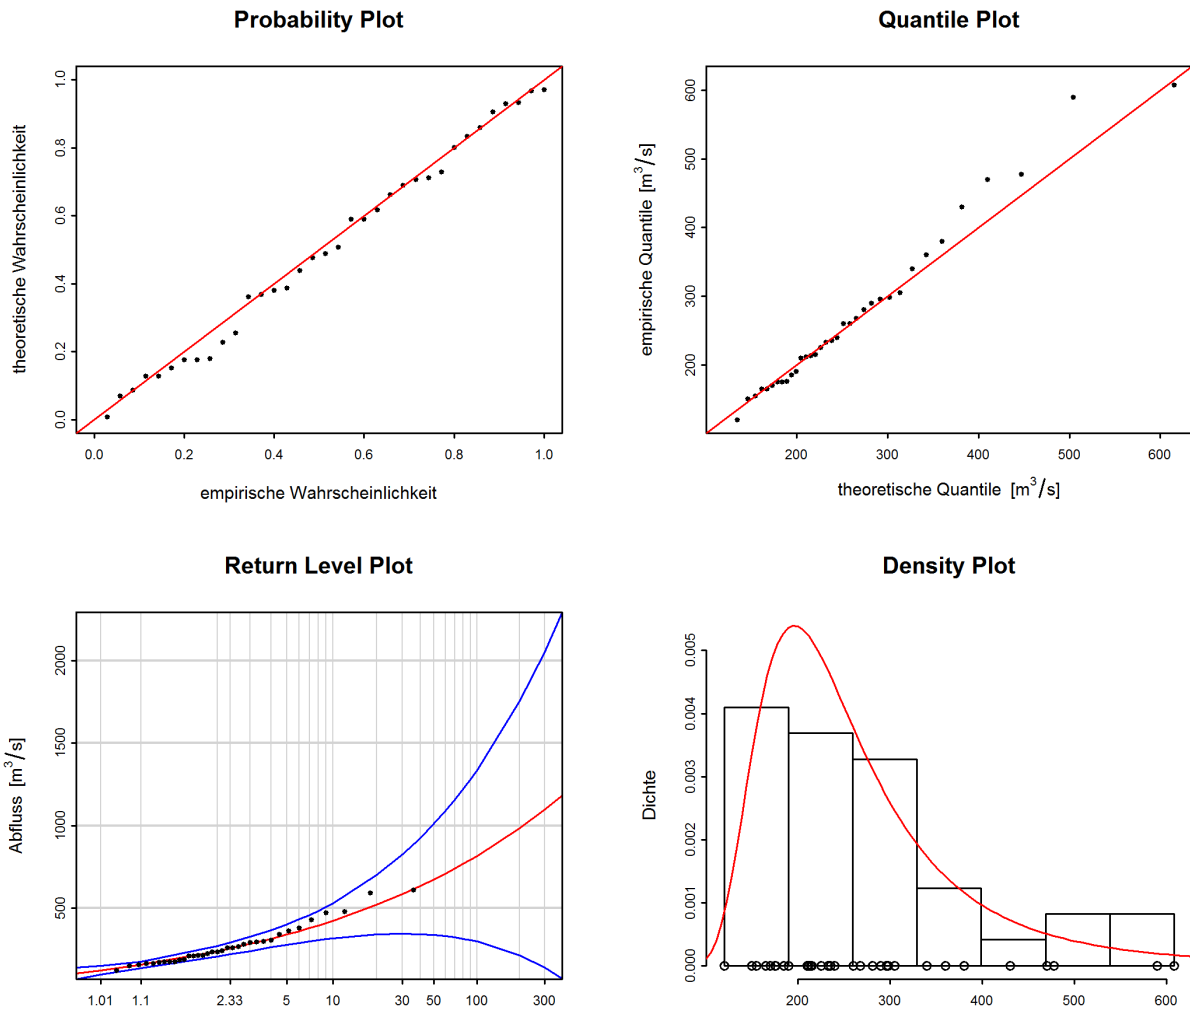 Probability Plot
theoretische Wahrscheinlichkeit
1.0
0.8
0.6
0.4
0.2
0.0
0.0 0.2 0.4 0.6 0.8 1.0
empirische Wahrscheinlichkeit
Quantile Plot
empirische Quantile [m³/s]
600
500
400
300
200
200 300 400 500 600
theoretische Quantile [m³/s]
Return Level Plot
Abfluss [m³/s]
2000
1500
1000
500
1.01 1.1 2.33 5 10 30 50 100 300
Density Plot
Dichte
0.005
0.004
0.003
0.002
0.001
0.000
200 300 400 500 600